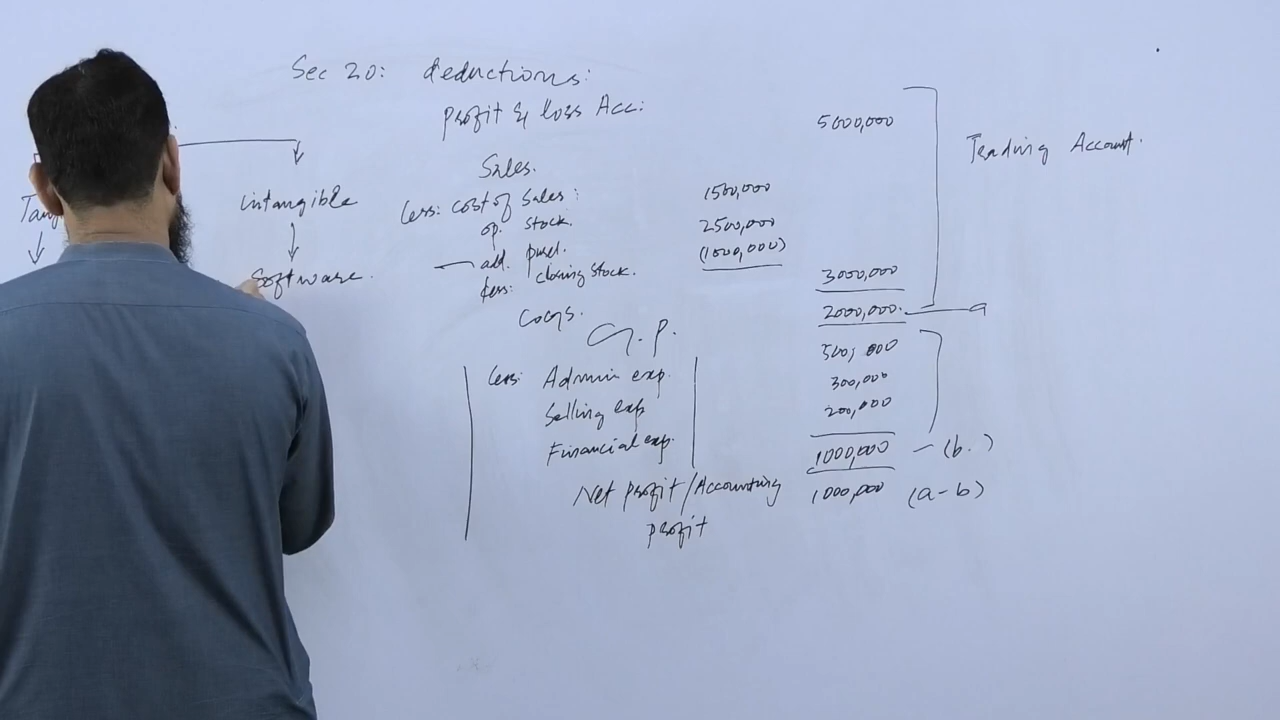 Sec 20: deductions:
Profit & Loss Acc:
Sales. 5000,000
Less: cost of Sales: 1500,000
op. stock. 2500,000
add. purch. (1000,000)
Less: closing stock. 3000,000
COGS. 2000,000. a
G.P.
Less: Admin exp. 500,000
Selling exp 300,000
Financial exp. 200,000
1000,000 - (b.)
Net profit/Accounting profit 1000,000 (a-b)
Trading Account.
intangible
Software.